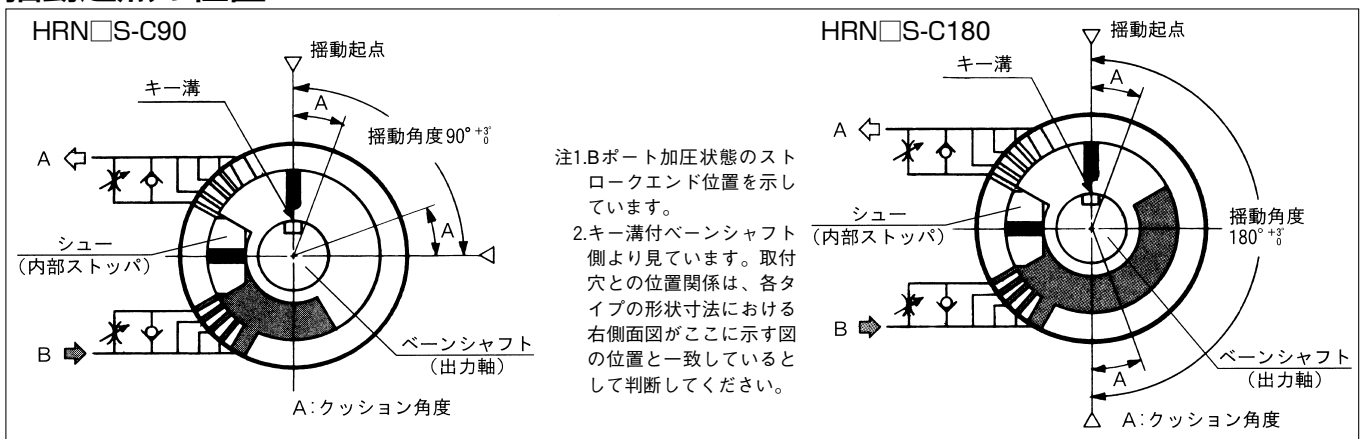 HRN□S-C90
揺動起点
キー溝
A
A
揺動角度90°+3°0
A
シュー
(内部ストッパ)
B
ベーンシャフト
(出力軸)
A:クッション角度
注1.Bポート加圧状態のスト
ロークエンド位置を示し
ています。
2.キー溝付ベーンシャフト
側より見ています。取付
穴との位置関係は、各タ
イプの形状寸法における
右側面図がここに示す図
の位置と一致していると
して判断してください。
HRN□S-C180
揺動起点
キー溝
A
A
シュー
(内部ストッパ)
揺動角度
180°+3°0
B
ベーンシャフト
(出力軸)
A
A:クッション角度